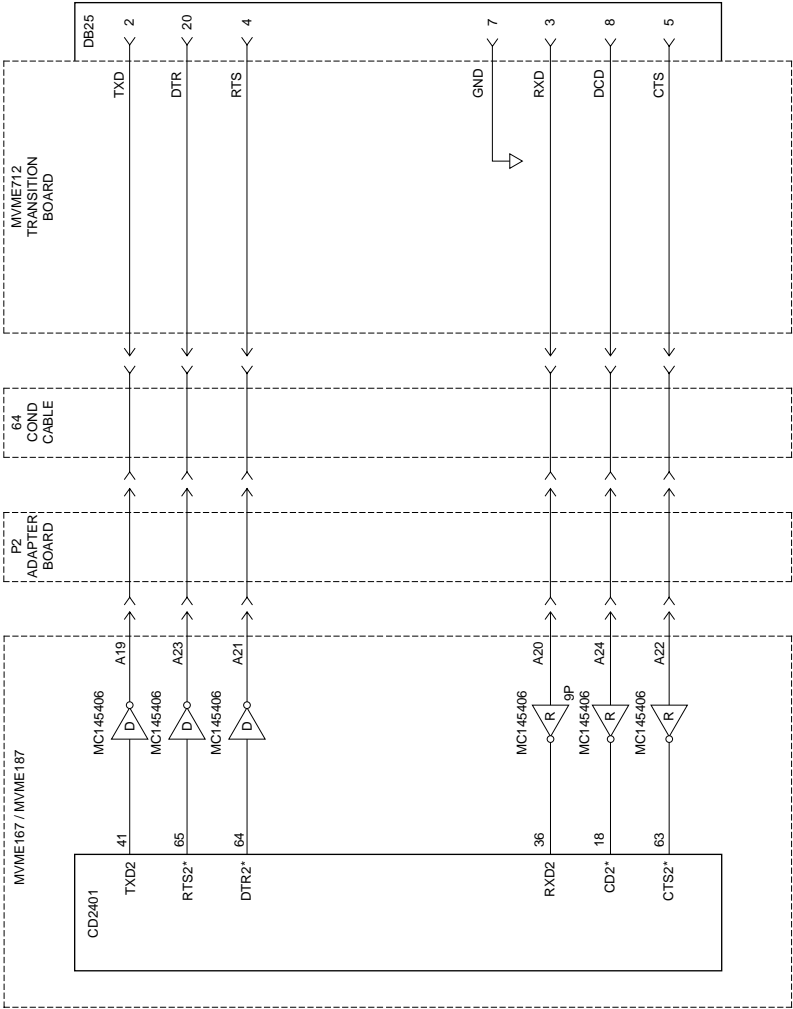 DB25
2
20
4
7
3
8
5
TXD
DTR
RTS
GND
RXD
DCD
CTS
MVME712
TRANSITION
BOARD
64
COND
CABLE
P2
ADAPTER
BOARD
MVME167 / MVME187
A19
A23
A21
A20
A24
A22
MC145406
MC145406
MC145406
MC145406
9P
MC145406
MC145406
D
D
D
R
R
R
41
65
64
36
18
63
TXD2
RTS2*
DTR2*
RXD2
CD2*
CTS2*
CD2401